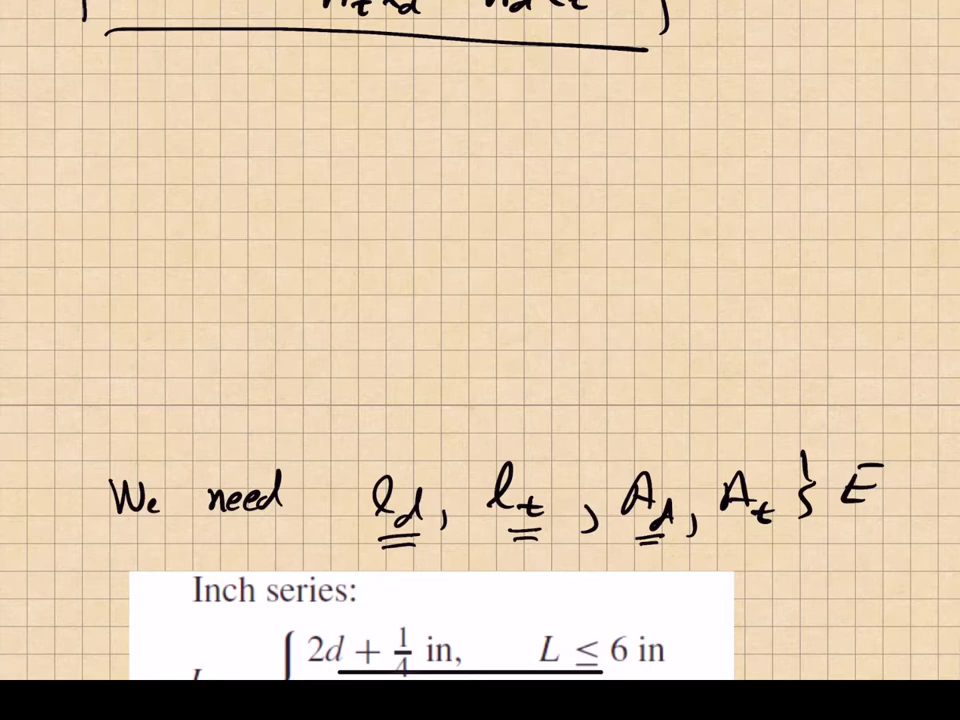 We need l_d, l_t, A_d, A_t } E
Inch series:
2d + 1/4 in, L ≤ 6 in